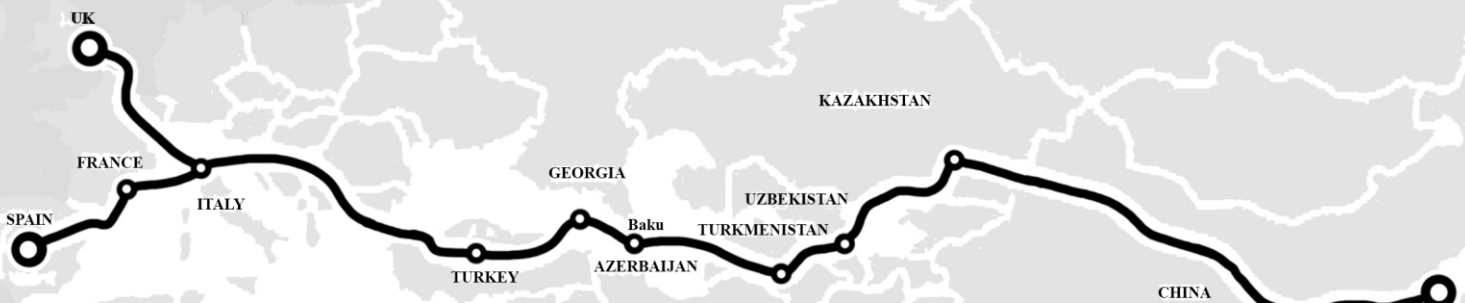 UK
KAZAKHSTAN
FRANCE
GEORGIA
ITALY
UZBEKISTAN
SPAIN
Baku
TURKMENISTAN
AZERBAIJAN
TURKEY
CHINA